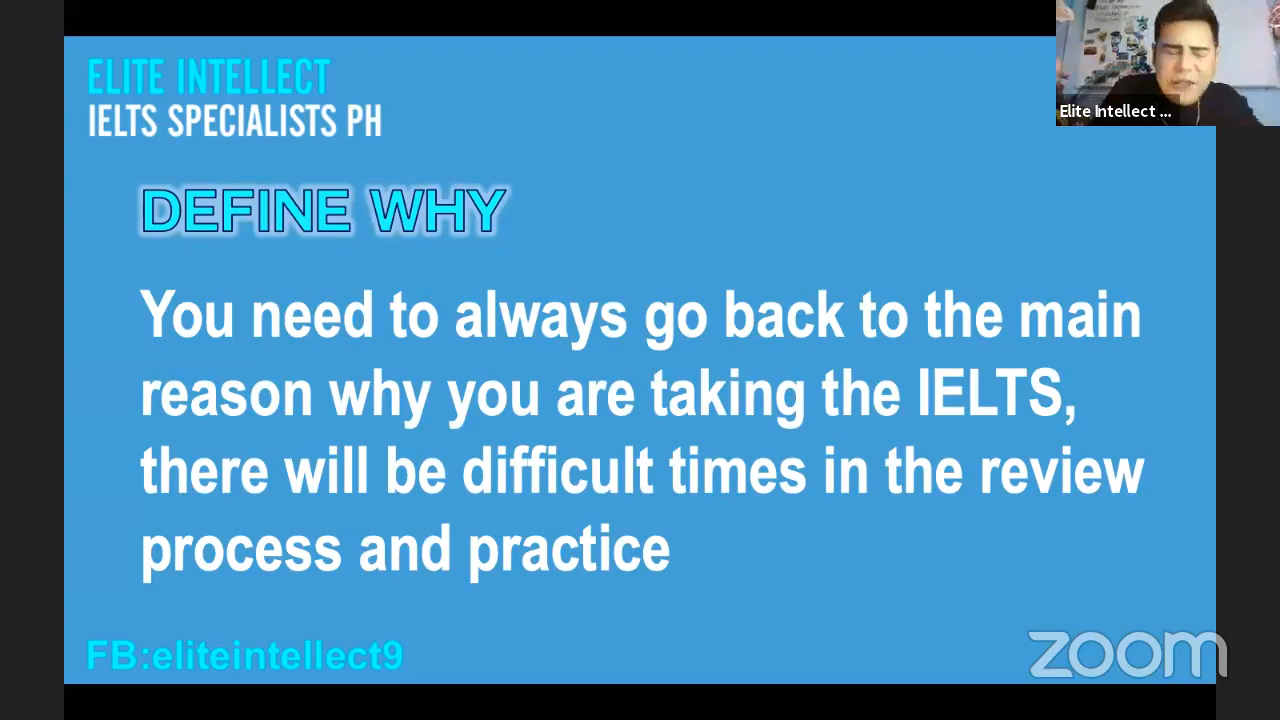 ELITE INTELLECT
IELTS SPECIALISTS PH
Elite Intellect ...
DEFINE WHY
You need to always go back to the main
reason why you are taking the IELTS,
there will be difficult times in the review
process and practice
FB:eliteintellect9
zoom